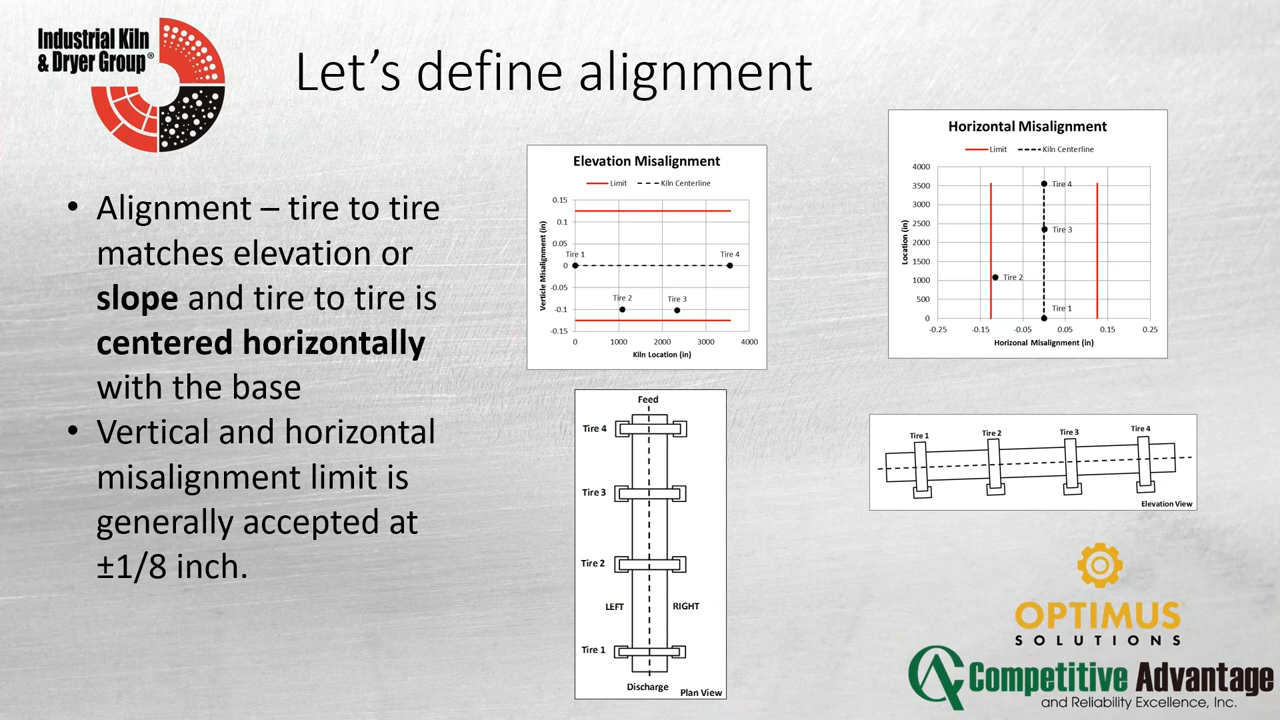 Industrial Kiln
& Dryer Group®
Let's define alignment
• Alignment – tire to tire
matches elevation or
slope and tire to tire is
centered horizontally
with the base
• Vertical and horizontal
misalignment limit is
generally accepted at
±1/8 inch.
Elevation Misalignment
Limit Kiln Centerline
Verticle Misalignment (in)
0.15
0.1
0.05
0
-0.05
-0.1
-0.15
Tire 1
Tire 2
Tire 3
Tire 4
0 1000 2000 3000 4000
Kiln Location (in)
Horizontal Misalignment
Limit Kiln Centerline
Location (in)
4000
3500
3000
2500
2000
1500
1000
500
0
Tire 4
Tire 3
Tire 2
Tire 1
-0.25 -0.15 -0.05 0.05 0.15 0.25
Horizonal Misalignment (in)
Feed
Tire 4
Tire 3
Tire 2
LEFT RIGHT
Tire 1
Discharge
Plan View
Tire 1 Tire 2 Tire 3 Tire 4
Elevation View
OPTIMUS
SOLUTIONS
Competitive Advantage
and Reliability Excellence, Inc.